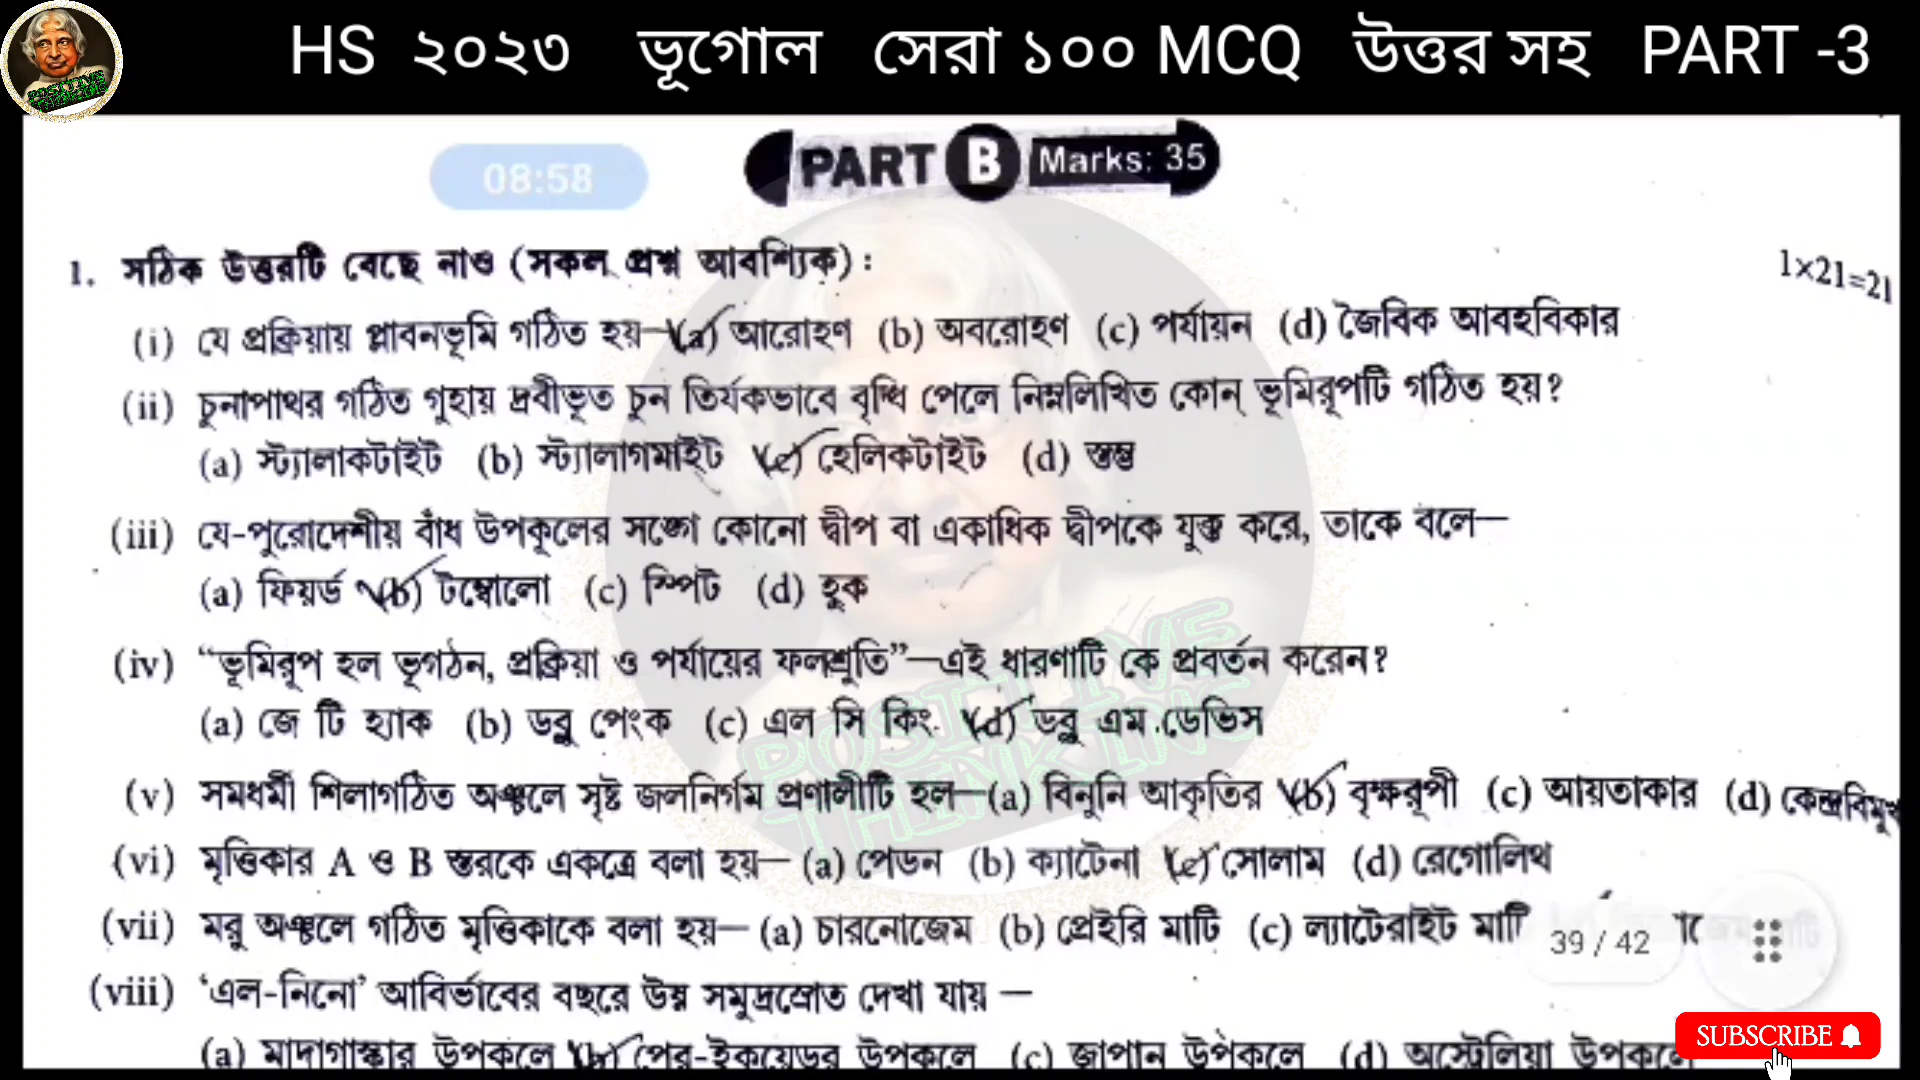 HS ২০২৩ ভূগোল সেরা ১০০ MCQ উত্তর সহ PART -3
POSITIVE THINKING
08:58
PART B Marks: 35
1. সঠিক উত্তরটি বেছে নাও (সকল প্রশ্ন আবশ্যিক) : 1×21=21
(i) যে প্রক্রিয়ায় প্লাবনভূমি গঠিত হয়—(a) আরোহণ (b) অবরোহণ (c) পর্যায়ন (d) জৈবিক আবহবিকার
(ii) চুনাপাথর গঠিত গুহায় দ্রবীভূত চুন তির্যকভাবে বৃদ্ধি পেলে নিম্নলিখিত কোন্ ভূমিরূপটি গঠিত হয়?
(a) স্ট্যালাকটাইট (b) স্ট্যালাগমাইট (c) হেলিকটাইট (d) স্তম্ভ
(iii) যে-পুরোদেশীয় বাঁধ উপকূলের সঙ্গে কোনো দ্বীপ বা একাধিক দ্বীপকে যুক্ত করে, তাকে বলে—
(a) ফিয়র্ড (b) টম্বোলো (c) স্পিট (d) হুক
(iv) “ভূমিরূপ হল ভূগঠন, প্রক্রিয়া ও পর্যায়ের ফলশ্রুতি”—এই ধারণাটি কে প্রবর্তন করেন?
(a) জে টি হ্যাক (b) ডব্লু পেংক (c) এল সি কিং (d) ডব্লু এম ডেভিস
(v) সমধর্মী শিলাগঠিত অঞ্চলে সৃষ্ট জলনির্গম প্রণালীটি হল—(a) বিনুনি আকৃতির (b) বৃক্ষরূপী (c) আয়তাকার (d) কেন্দ্রবিমুখ
(vi) মৃত্তিকার A ও B স্তরকে একত্রে বলা হয়— (a) পেডন (b) ক্যাটেনা (c) সোলাম (d) রেগোলিথ
(vii) মরু অঞ্চলে গঠিত মৃত্তিকাকে বলা হয়— (a) চারনোজেম (b) প্রেইরি মাটি (c) ল্যাটেরাইট মাটি
39 / 42
(viii) ‘এল-নিনো’ আবির্ভাবের বছরে উষ্ণ সমুদ্রস্রোত দেখা যায় —
(a) মাদাগাস্কার উপকূলে (b) পেরু-ইকুয়েডর উপকূলে (c) জাপান উপকূলে (d) অস্ট্রেলিয়া উপকূলে
SUBSCRIBE